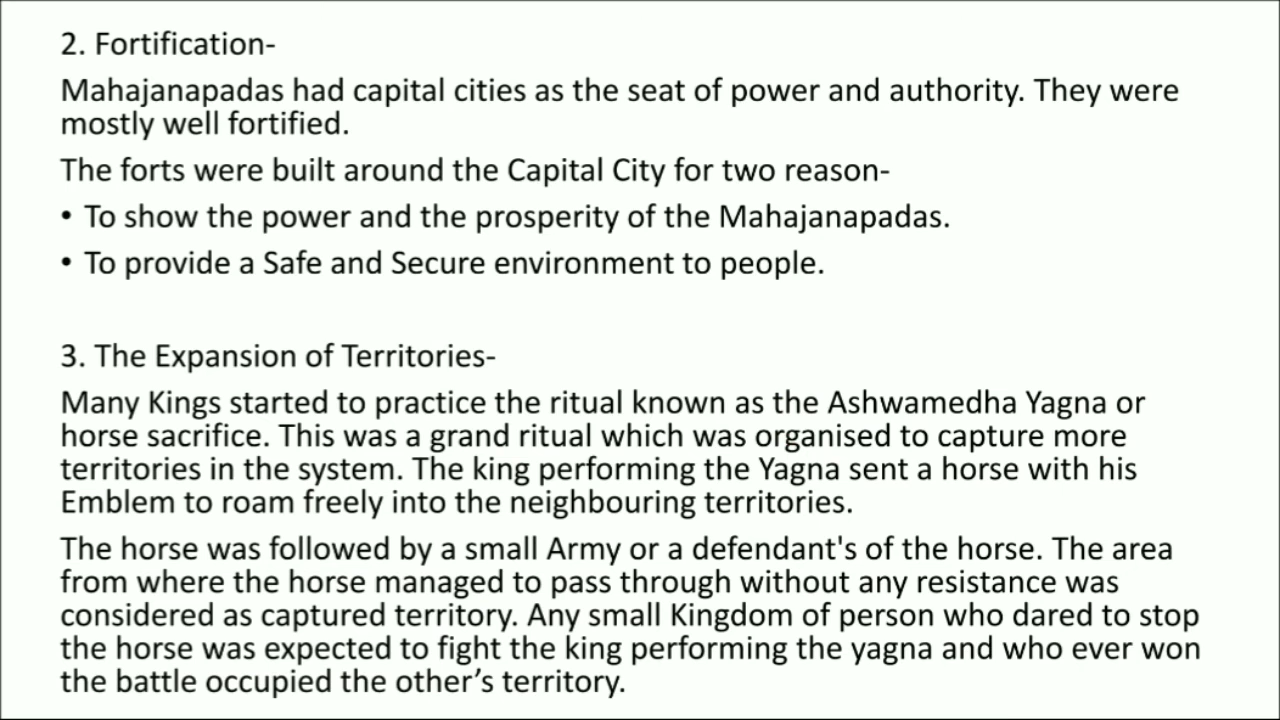 2. Fortification-
Mahajanapadas had capital cities as the seat of power and authority. They were
mostly well fortified.
The forts were built around the Capital City for two reason-
• To show the power and the prosperity of the Mahajanapadas.
• To provide a Safe and Secure environment to people.
3. The Expansion of Territories-
Many Kings started to practice the ritual known as the Ashwamedha Yagna or
horse sacrifice. This was a grand ritual which was organised to capture more
territories in the system. The king performing the Yagna sent a horse with his
Emblem to roam freely into the neighbouring territories.
The horse was followed by a small Army or a defendant's of the horse. The area
from where the horse managed to pass through without any resistance was
considered as captured territory. Any small Kingdom of person who dared to stop
the horse was expected to fight the king performing the yagna and who ever won
the battle occupied the other’s territory.